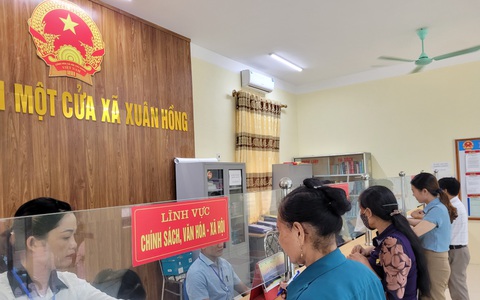 MỘT CỬA XÃ XUÂN HỒNG
LĨNH VỰC
CHÍNH SÁCH, VĂN HÓA - XÃ HỘI